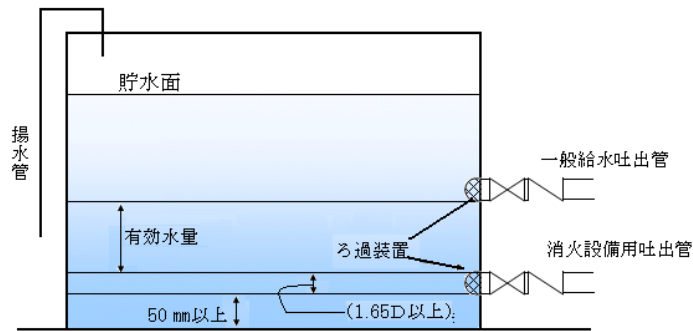 貯水面
揚水管
一般給水吐出管
有効水量
ろ過装置
消火設備用吐出管
50 ㎜以上
(1.65D以上)